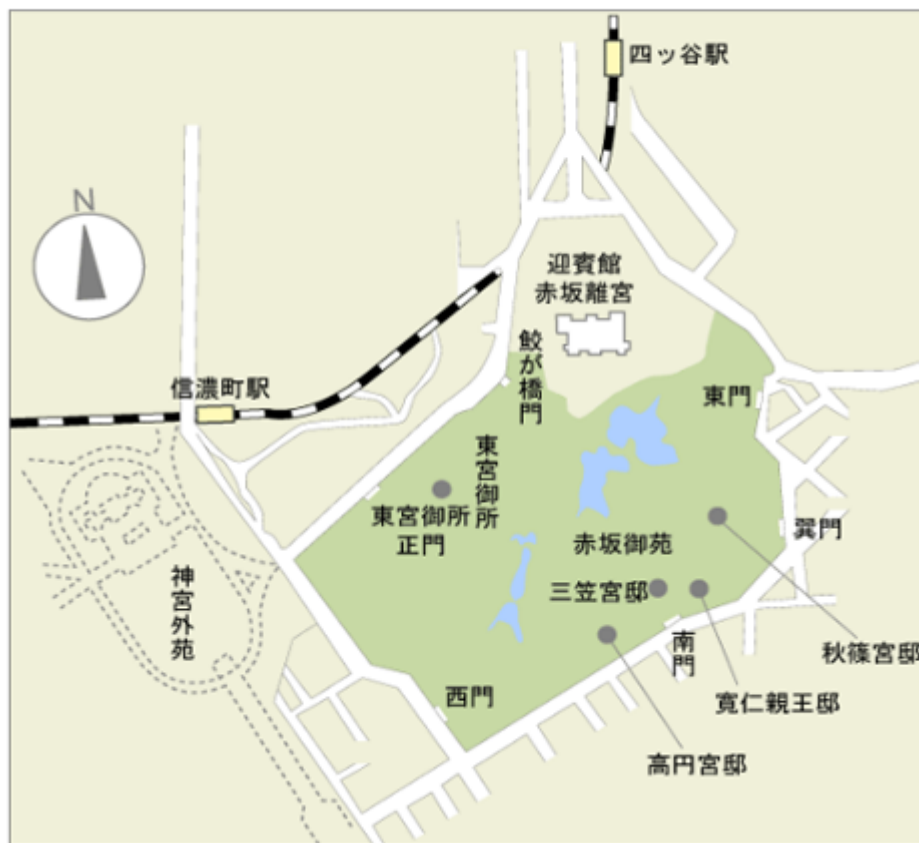 四ッ谷駅
N
迎賓館
赤坂離宮
鮫が橋門
信濃町駅
東門
東宮御所
東宮御所
正門
赤坂御苑
巽門
神宮外苑
三笠宮邸
南門
秋篠宮邸
西門
寛仁親王邸
高円宮邸